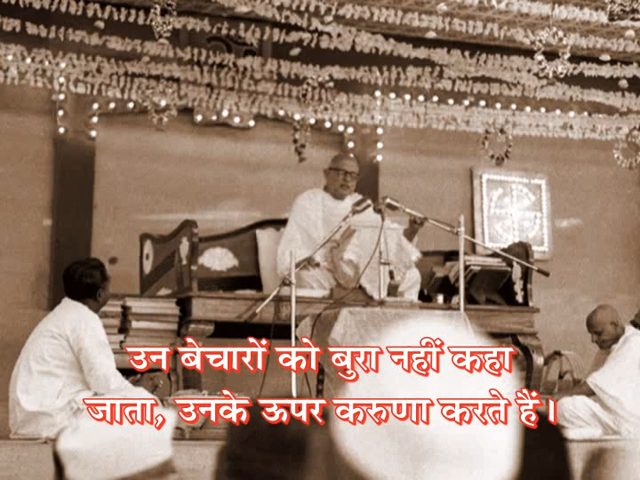 उन बेचारों को बुरा नहीं कहा
जाता, उनके ऊपर करुणा करते हैं।